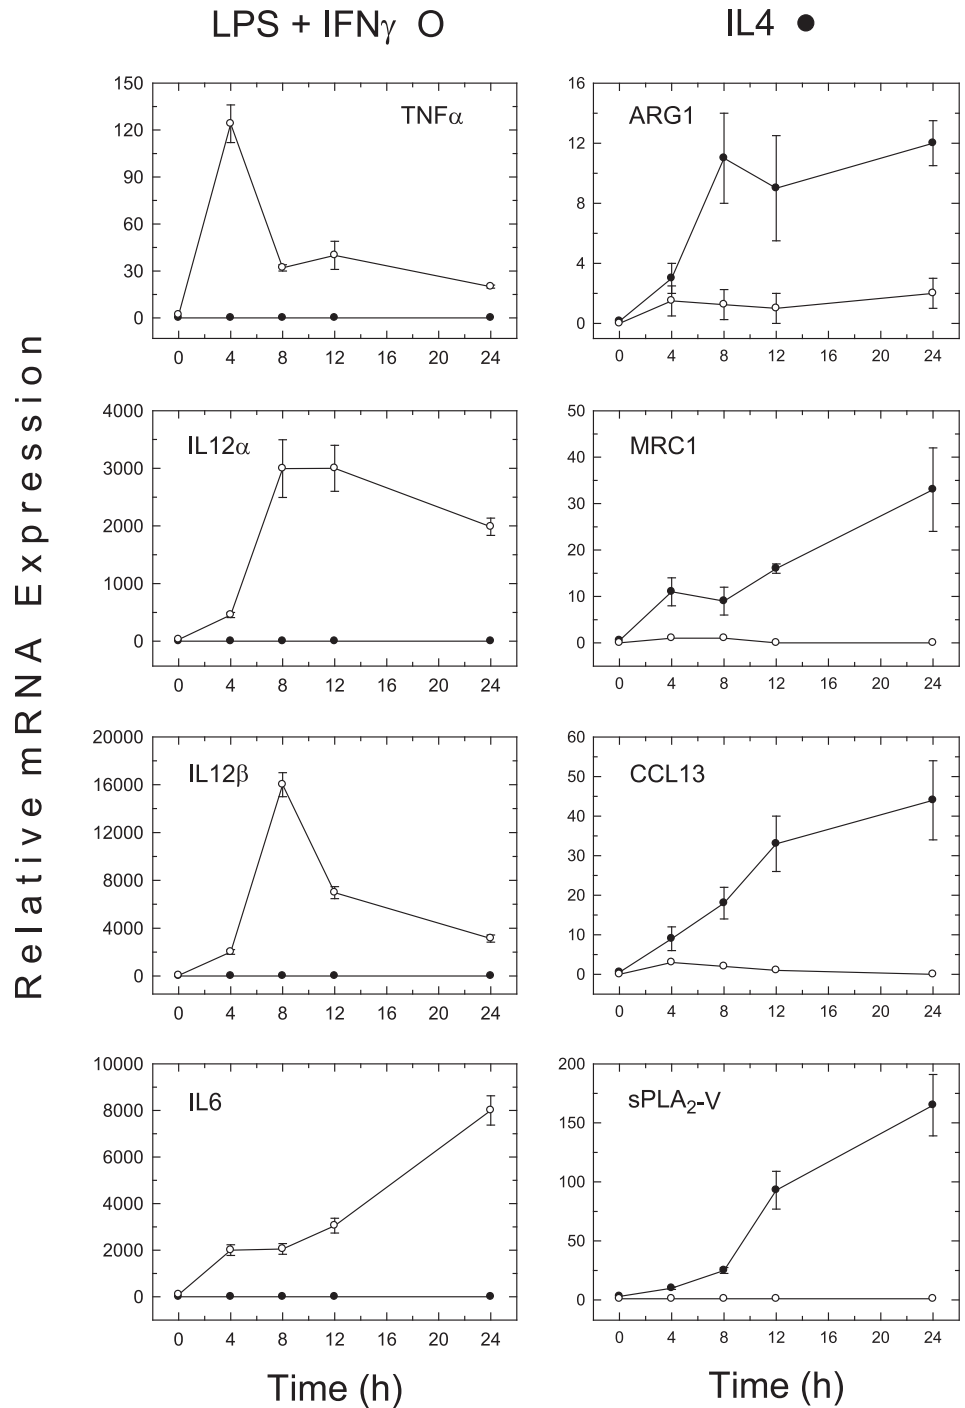 LPS + IFNγ O IL4 ●
Relative mRNA Expression
TNFα
150
120
90
60
30
0
0 4 8 12 16 20 24
ARG1
16
12
8
4
0
0 4 8 12 16 20 24
IL12α
4000
3000
2000
1000
0
0 4 8 12 16 20 24
MRC1
50
40
30
20
10
0
0 4 8 12 16 20 24
IL12β
20000
16000
12000
8000
4000
0
0 4 8 12 16 20 24
CCL13
60
50
40
30
20
10
0
0 4 8 12 16 20 24
IL6
10000
8000
6000
4000
2000
0
0 4 8 12 16 20 24
sPLA₂-V
200
150
100
50
0
0 4 8 12 16 20 24
Time (h) Time (h)